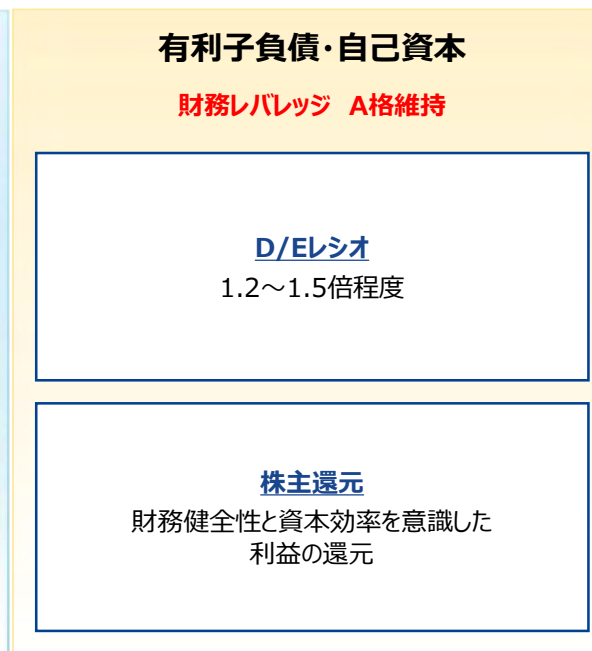 有利子負債･自己資本
財務レバレッジ A格維持
D/Eレシオ
1.2～1.5倍程度
株主還元
財務健全性と資本効率を意識した
利益の還元